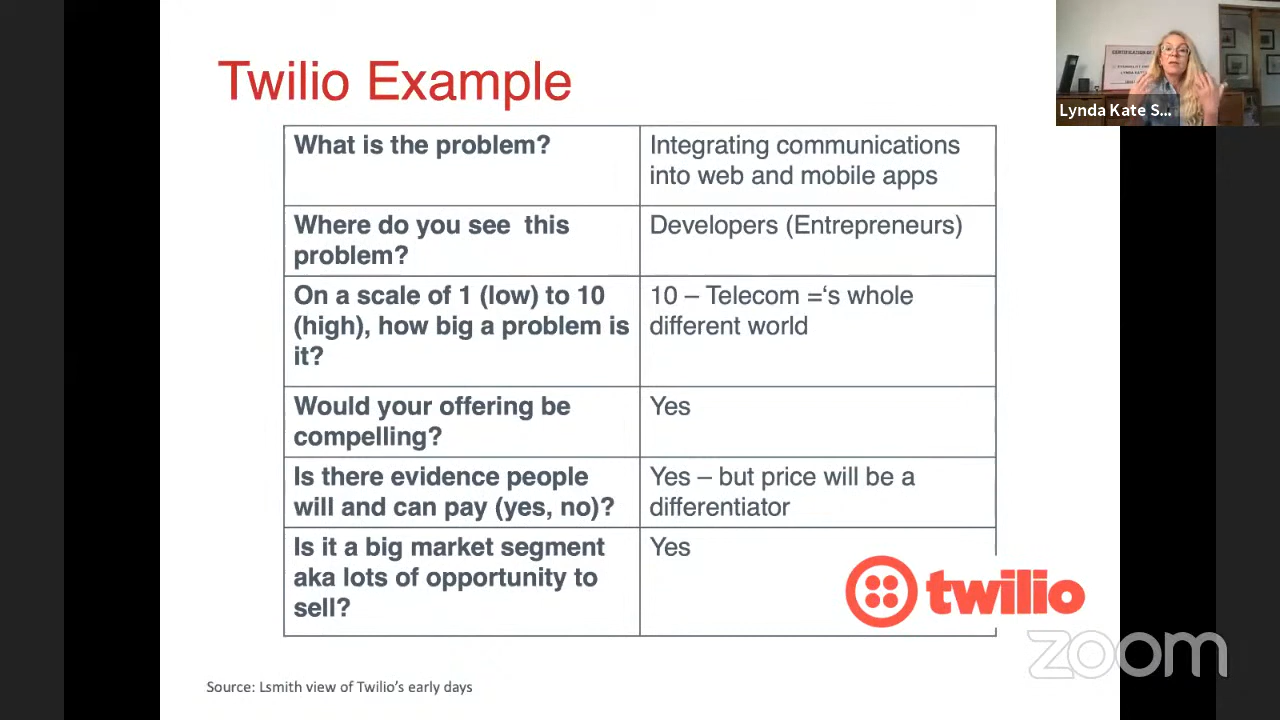 Twilio Example
Lynda Kate S...
What is the problem?
Integrating communications
into web and mobile apps
Where do you see  this
problem?
Developers (Entrepreneurs)
On a scale of 1 (low) to 10
(high), how big a problem is
it?
10 – Telecom =‘s whole
different world
Would your offering be
compelling?
Yes
Is there evidence people
will and can pay (yes, no)?
Yes – but price will be a
differentiator
Is it a big market segment
aka lots of opportunity to
sell?
Yes
twilio
zoom
Source: Lsmith view of Twilio’s early days